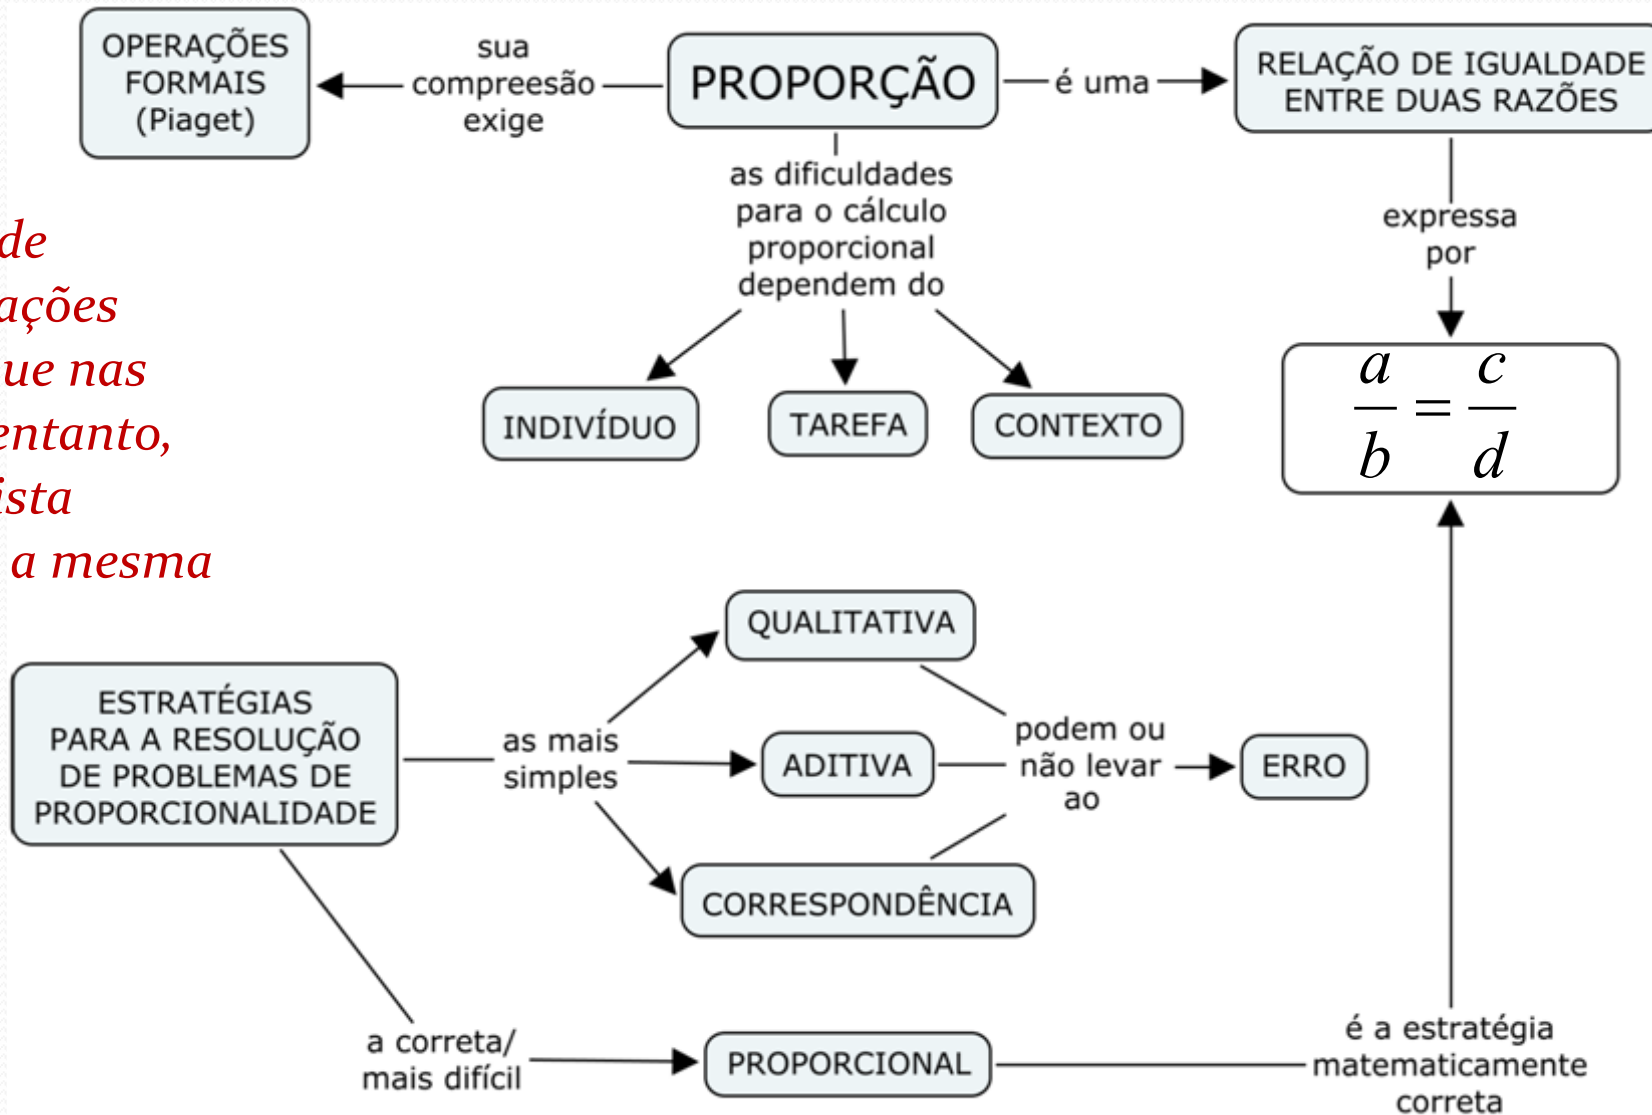 OPERAÇÕES
FORMAIS
(Piaget)
sua
compreesão
exige
PROPORÇÃO
é uma
RELAÇÃO DE IGUALDADE
ENTRE DUAS RAZÕES
as dificuldades
para o cálculo
proporcional
dependem do
expressa
por
INDIVÍDUO
TAREFA
CONTEXTO
a/b = c/d
de
ações
ue nas
entanto,
ista
a mesma
ESTRATÉGIAS
PARA A RESOLUÇÃO
DE PROBLEMAS DE
PROPORCIONALIDADE
as mais
simples
QUALITATIVA
ADITIVA
CORRESPONDÊNCIA
podem ou
não levar
ao
ERRO
a correta/
mais difícil
PROPORCIONAL
é a estratégia
matematicamente
correta